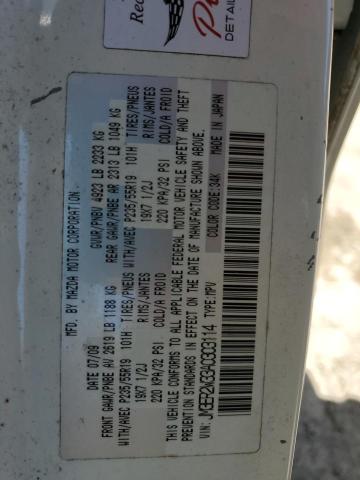 Rec
P
DETAIL
MFD. BY MAZDA MOTOR CORPORATION
DATE 07/09 GVWR/PNBV 4923 LB 2233 KG
FRONT GAWR/PNBE AV 2619 LB 1188 KG REAR GAWR/PNBE AR 2313 LB 1049 KG
WITH/AVEC P235/55R19 101H TIRES/PNEUS WITH/AVEC P235/55R19 101H TIRES/PNEUS
19X7 1/2J RIMS/JANTES 19X7 1/2J RIMS/JANTES
220 KPA/32 PSI COLD/A FROID 220 KPA/32 PSI COLD/A FROID
THIS VEHICLE CONFORMS TO ALL APPLICABLE FEDERAL MOTOR VEHICLE SAFETY AND THEFT
PREVENTION STANDARDS IN EFFECT ON THE DATE OF MANUFACTURE SHOWN ABOVE.
VIN: TYPE:MPV COLOR CODE:34K MADE IN JAPAN